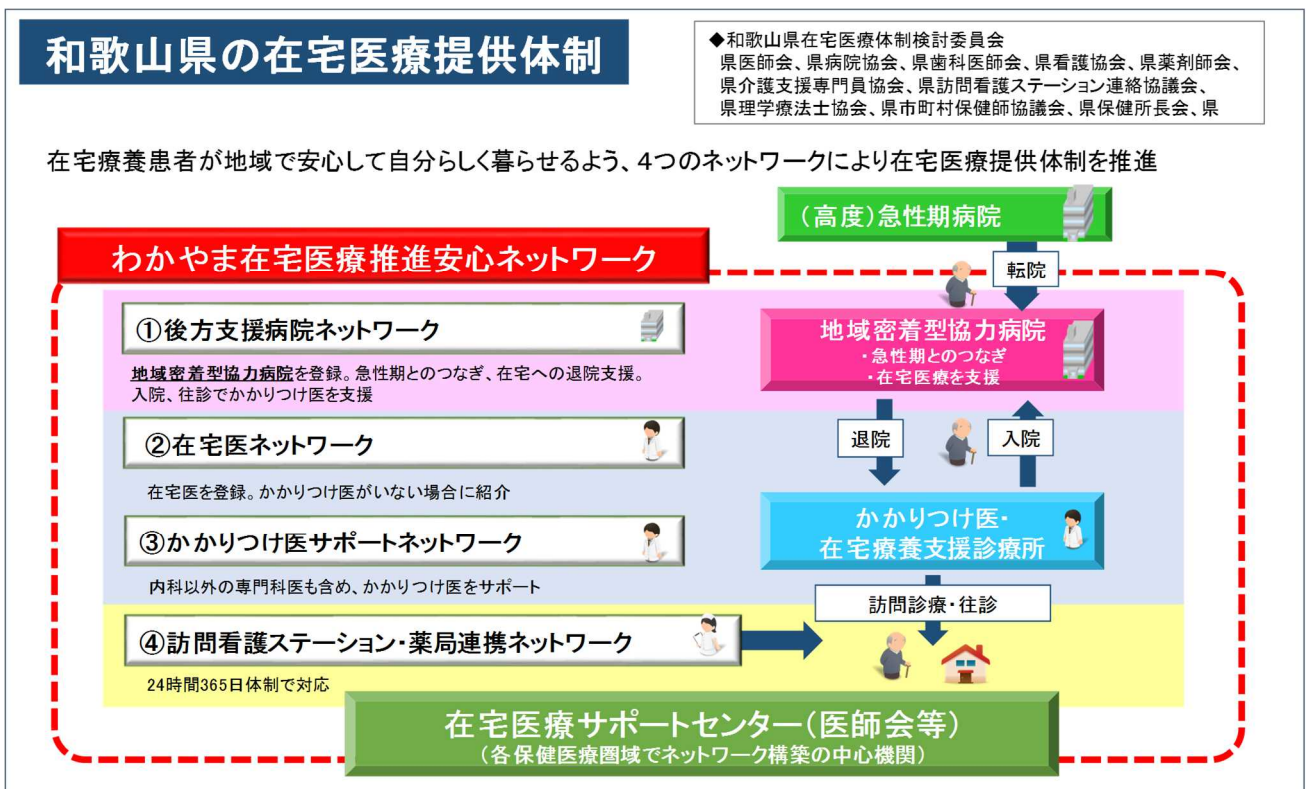 和歌山県の在宅医療提供体制
◆和歌山県在宅医療体制検討委員会
県医師会、県病院協会、県歯科医師会、県看護協会、県薬剤師会、
県介護支援専門員協会、県訪問看護ステーション連絡協議会、
県理学療法士協会、県市町村保健師協議会、県保健所長会、県
在宅療養患者が地域で安心して自分らしく暮らせるよう、4つのネットワークにより在宅医療提供体制を推進
(高度)急性期病院
わかやま在宅医療推進安心ネットワーク
転院
①後方支援病院ネットワーク
地域密着型協力病院を登録。急性期とのつなぎ、在宅への退院支援。
入院、往診でかかりつけ医を支援
地域密着型協力病院
・急性期とのつなぎ
・在宅医療を支援
②在宅医ネットワーク
在宅医を登録。かかりつけ医がいない場合に紹介
退院
入院
③かかりつけ医サポートネットワーク
内科以外の専門科医も含め、かかりつけ医をサポート
かかりつけ医・
在宅療養支援診療所
訪問診療・往診
④訪問看護ステーション・薬局連携ネットワーク
24時間365日体制で対応
在宅医療サポートセンター(医師会等)
(各保健医療圏域でネットワーク構築の中心機関)